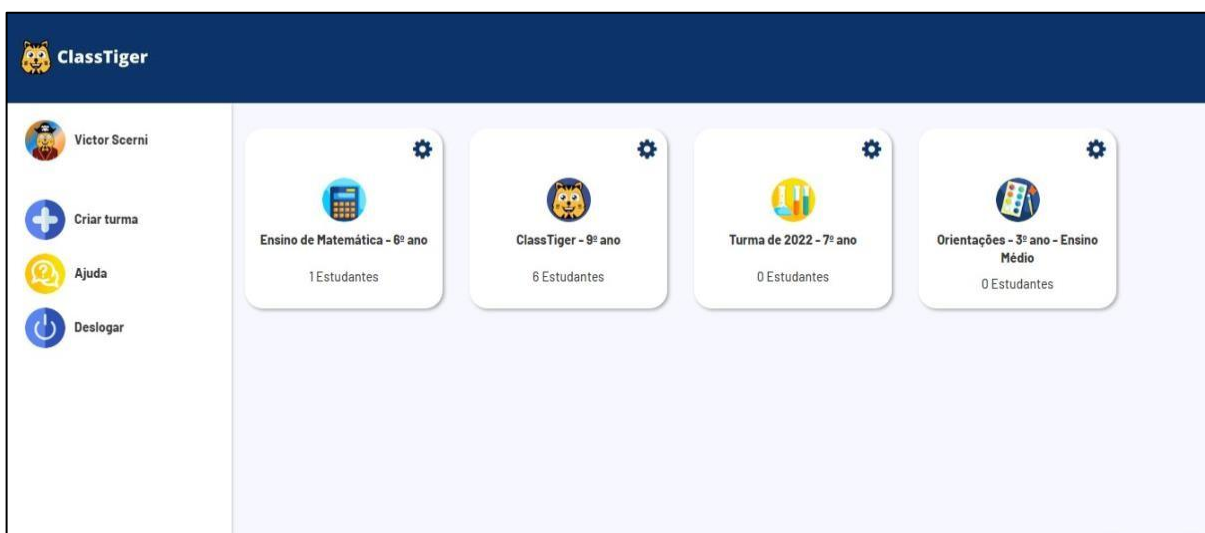 ClassTiger
Victor Scerni
Criar turma
Ajuda
Deslogar
Ensino de Matemática - 6º ano
1 Estudantes
ClassTiger - 9º ano
6 Estudantes
Turma de 2022 - 7º ano
0 Estudantes
Orientações - 3º ano - Ensino
Médio
0 Estudantes